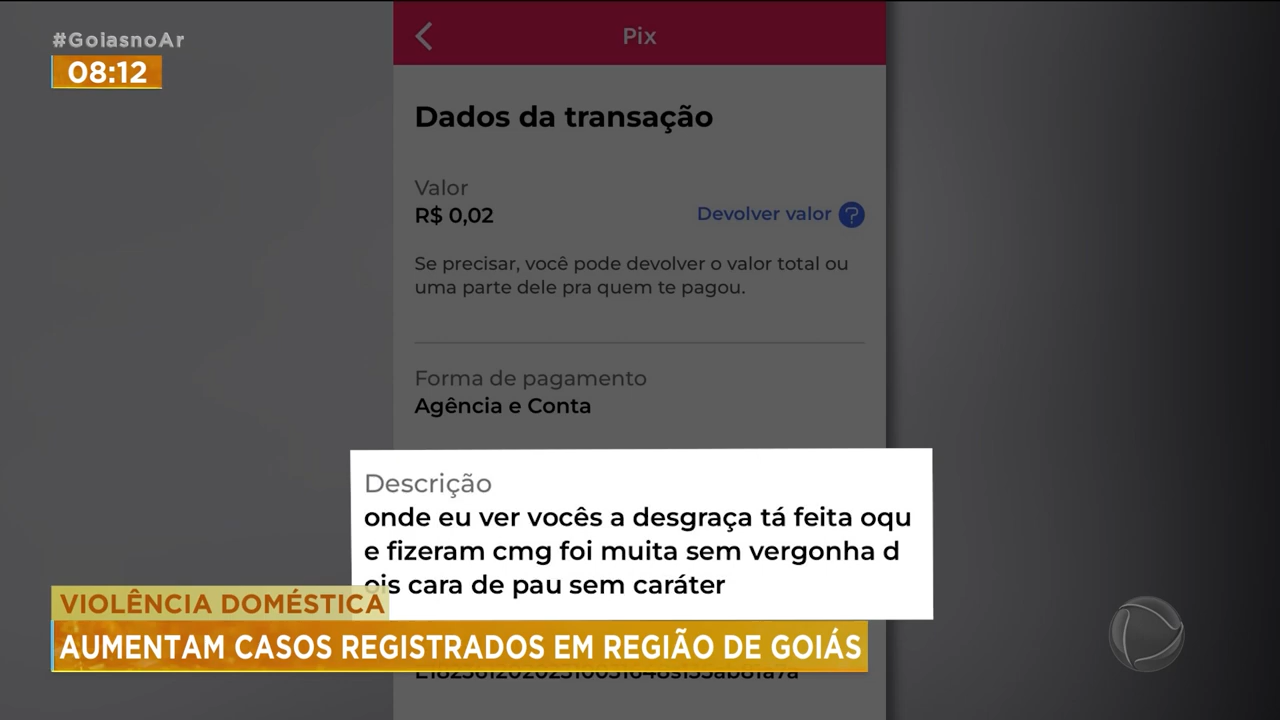 #GoiasnoAr
08:12
Pix
Dados da transação
Valor
R$ 0,02
Devolver valor ?
Se precisar, você pode devolver o valor total ou
uma parte dele pra quem te pagou.
Forma de pagamento
Agência e Conta
Descrição
onde eu ver vocês a desgraça tá feita oqu
e fizeram cmg foi muita sem vergonha d
ois cara de pau sem caráter
VIOLÊNCIA DOMÉSTICA
AUMENTAM CASOS REGISTRADOS EM REGIÃO DE GOIÁS